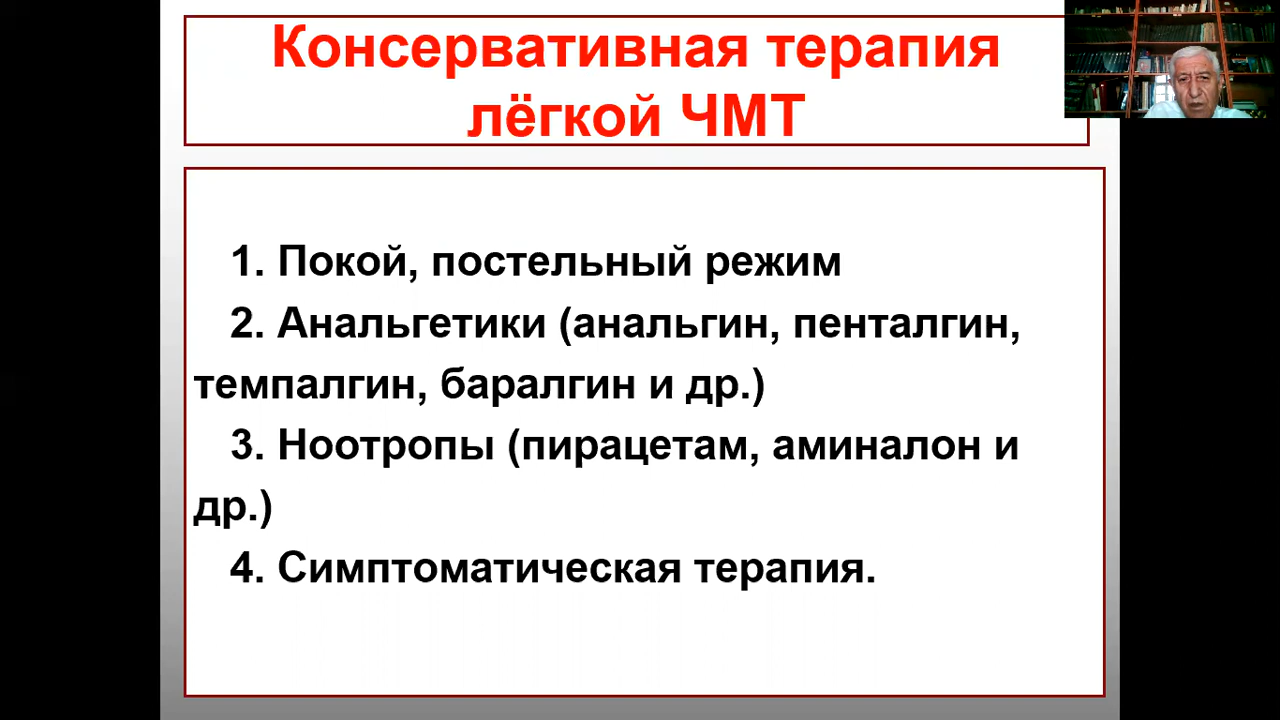 Консервативная терапия
лёгкой ЧМТ
1. Покой, постельный режим
2. Анальгетики (анальгин, пенталгин,
темпалгин, баралгин и др.)
3. Ноотропы (пирацетам, аминалон и
др.)
4. Симптоматическая терапия.